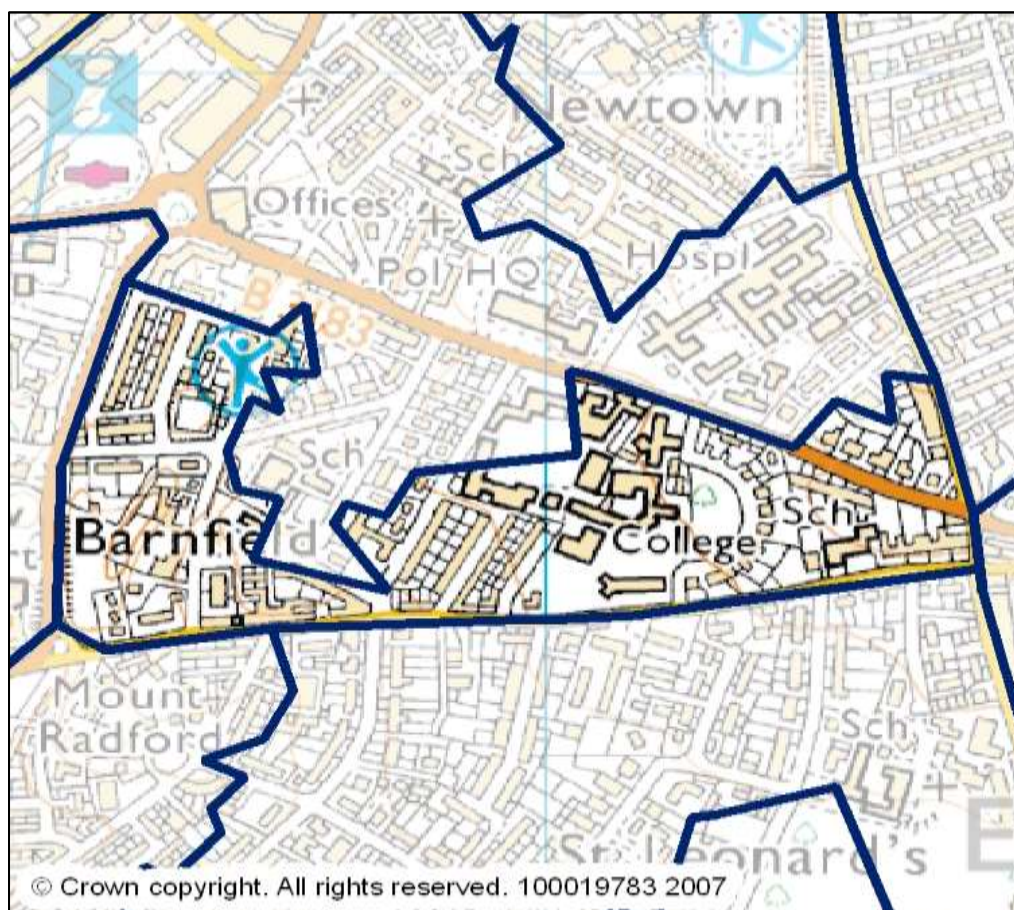 Newtown
Sch
Offices
Pol HQ
Hospl
B
Sch
Barnfield
Sch
College
Mount
Radford
Sch
St Leonard's
E
© Crown copyright. All rights reserved. 100019783 2007